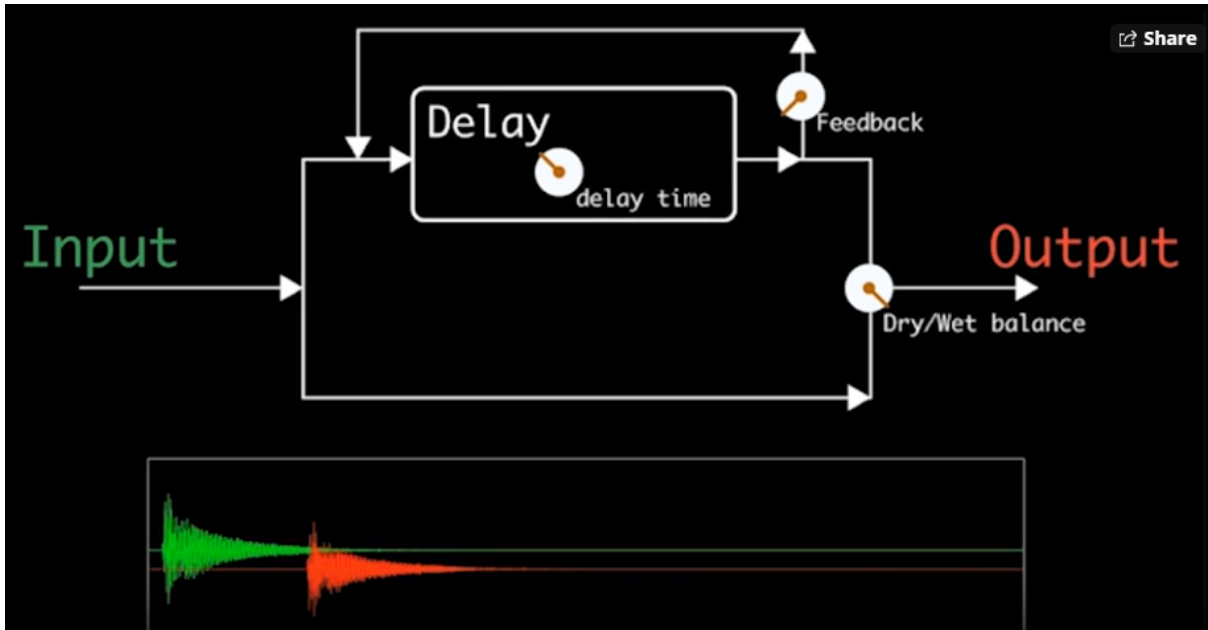 Share
Delay
Feedback
delay time
Input
Output
Dry/Wet balance